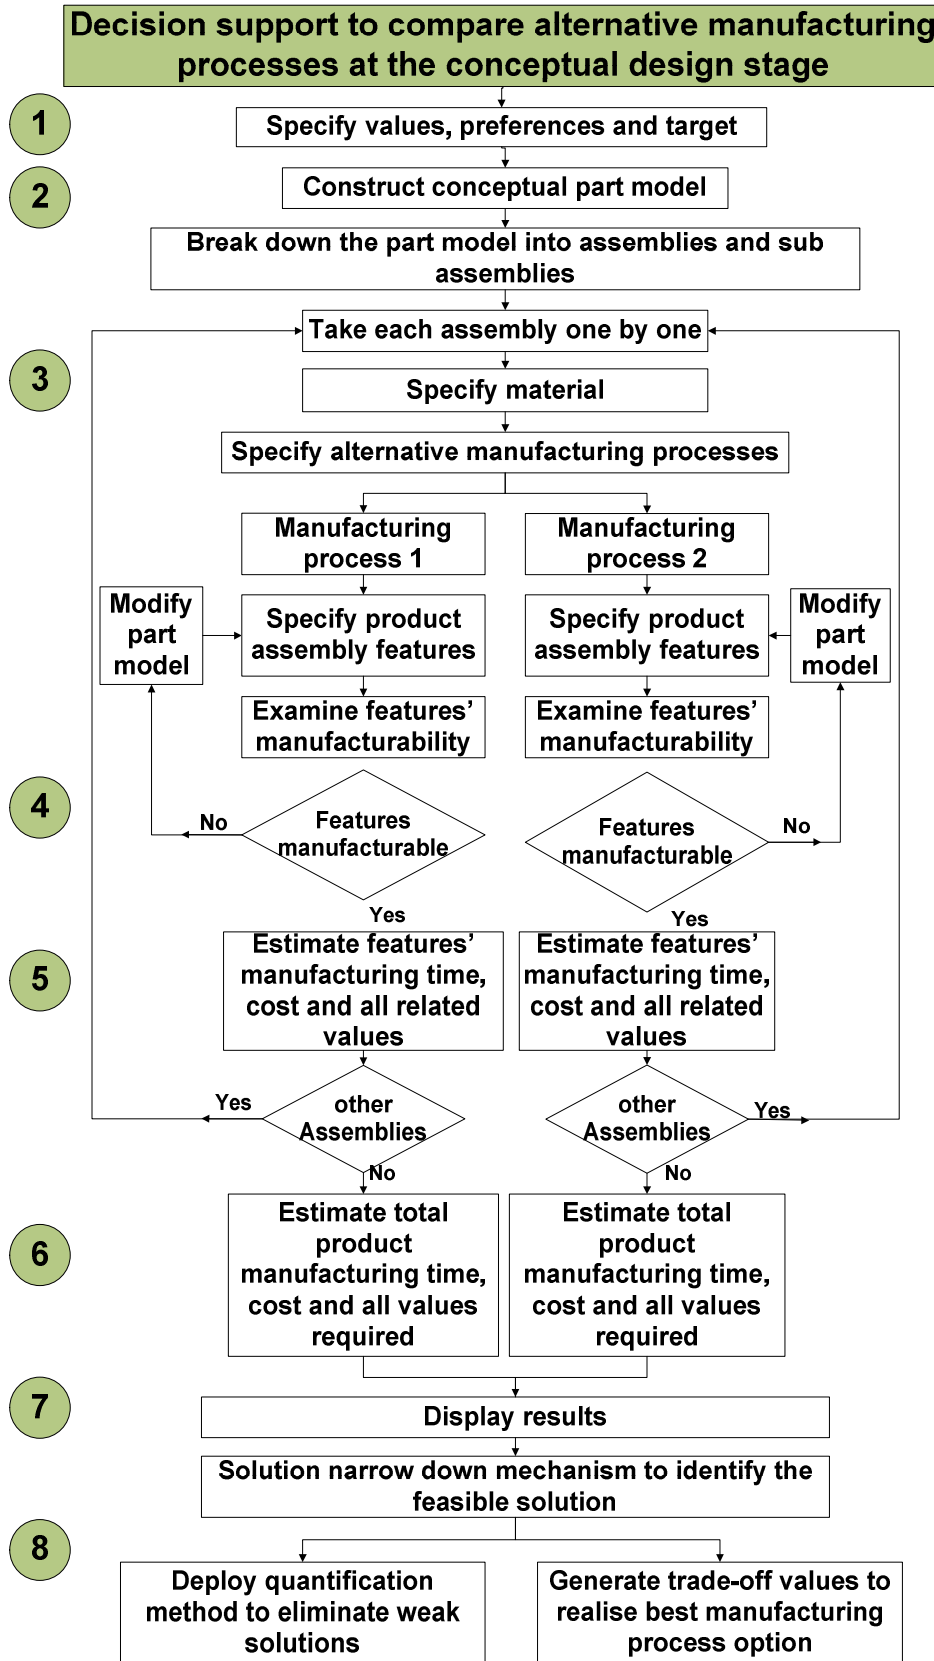 Decision support to compare alternative manufacturing
processes at the conceptual design stage
1
Specify values, preferences and target
2
Construct conceptual part model
Break down the part model into assemblies and sub
assemblies
Take each assembly one by one
3
Specify material
Specify alternative manufacturing processes
Manufacturing
process 1
Manufacturing
process 2
Modify
part
model
Specify product
assembly features
Specify product
assembly features
Modify
part
model
Examine features’
manufacturability
Examine features’
manufacturability
4
No
Features
manufacturable
Features
manufacturable
No
Yes
Yes
5
Estimate features’
manufacturing time,
cost and all related
values
Estimate features’
manufacturing time,
cost and all related
values
Yes
other
Assemblies
other
Assemblies
Yes
No
No
6
Estimate total
product
manufacturing time,
cost and all values
required
Estimate total
product
manufacturing time,
cost and all values
required
7
Display results
Solution narrow down mechanism to identify the
feasible solution
8
Deploy quantification
method to eliminate weak
solutions
Generate trade-off values to
realise best manufacturing
process option